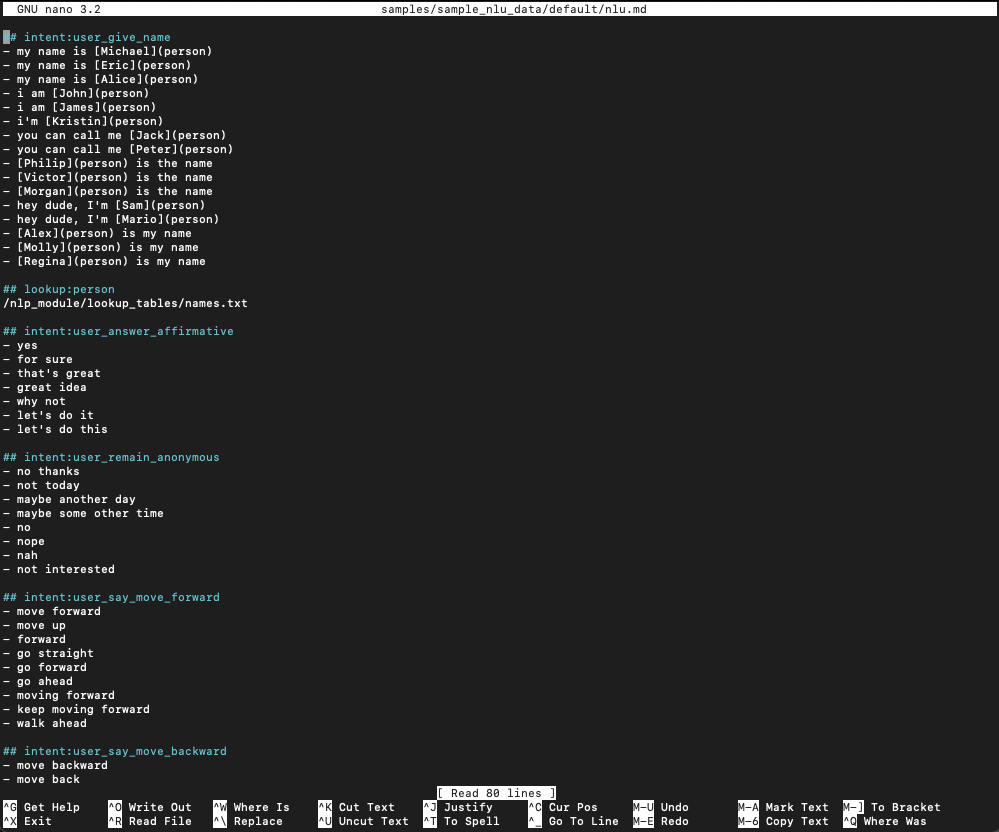 GNU nano 3.2 samples/sample_nlu_data/default/nlu.md
## intent:user_give_name
- my name is [Michael](person)
- my name is [Eric](person)
- my name is [Alice](person)
- i am [John](person)
- i am [James](person)
- i'm [Kristin](person)
- you can call me [Jack](person)
- you can call me [Peter](person)
- [Philip](person) is the name
- [Victor](person) is the name
- [Morgan](person) is the name
- hey dude, I'm [Sam](person)
- hey dude, I'm [Mario](person)
- [Alex](person) is my name
- [Molly](person) is my name
- [Regina](person) is my name
## lookup:person
/nlp_module/lookup_tables/names.txt
## intent:user_answer_affirmative
- yes
- for sure
- that's great
- great idea
- why not
- let's do it
- let's do this
## intent:user_remain_anonymous
- no thanks
- not today
- maybe another day
- maybe some other time
- no
- nope
- nah
- not interested
## intent:user_say_move_forward
- move forward
- move up
- forward
- go straight
- go forward
- go ahead
- moving forward
- keep moving forward
- walk ahead
## intent:user_say_move_backward
- move backward
- move back
[ Read 80 lines ]
^G Get Help ^O Write Out ^W Where Is ^K Cut Text ^J Justify ^C Cur Pos M-U Undo M-A Mark Text M-] To Bracket
^X Exit ^R Read File ^\ Replace ^U Uncut Text ^T To Spell ^_ Go To Line M-E Redo M-6 Copy Text ^Q Where Was